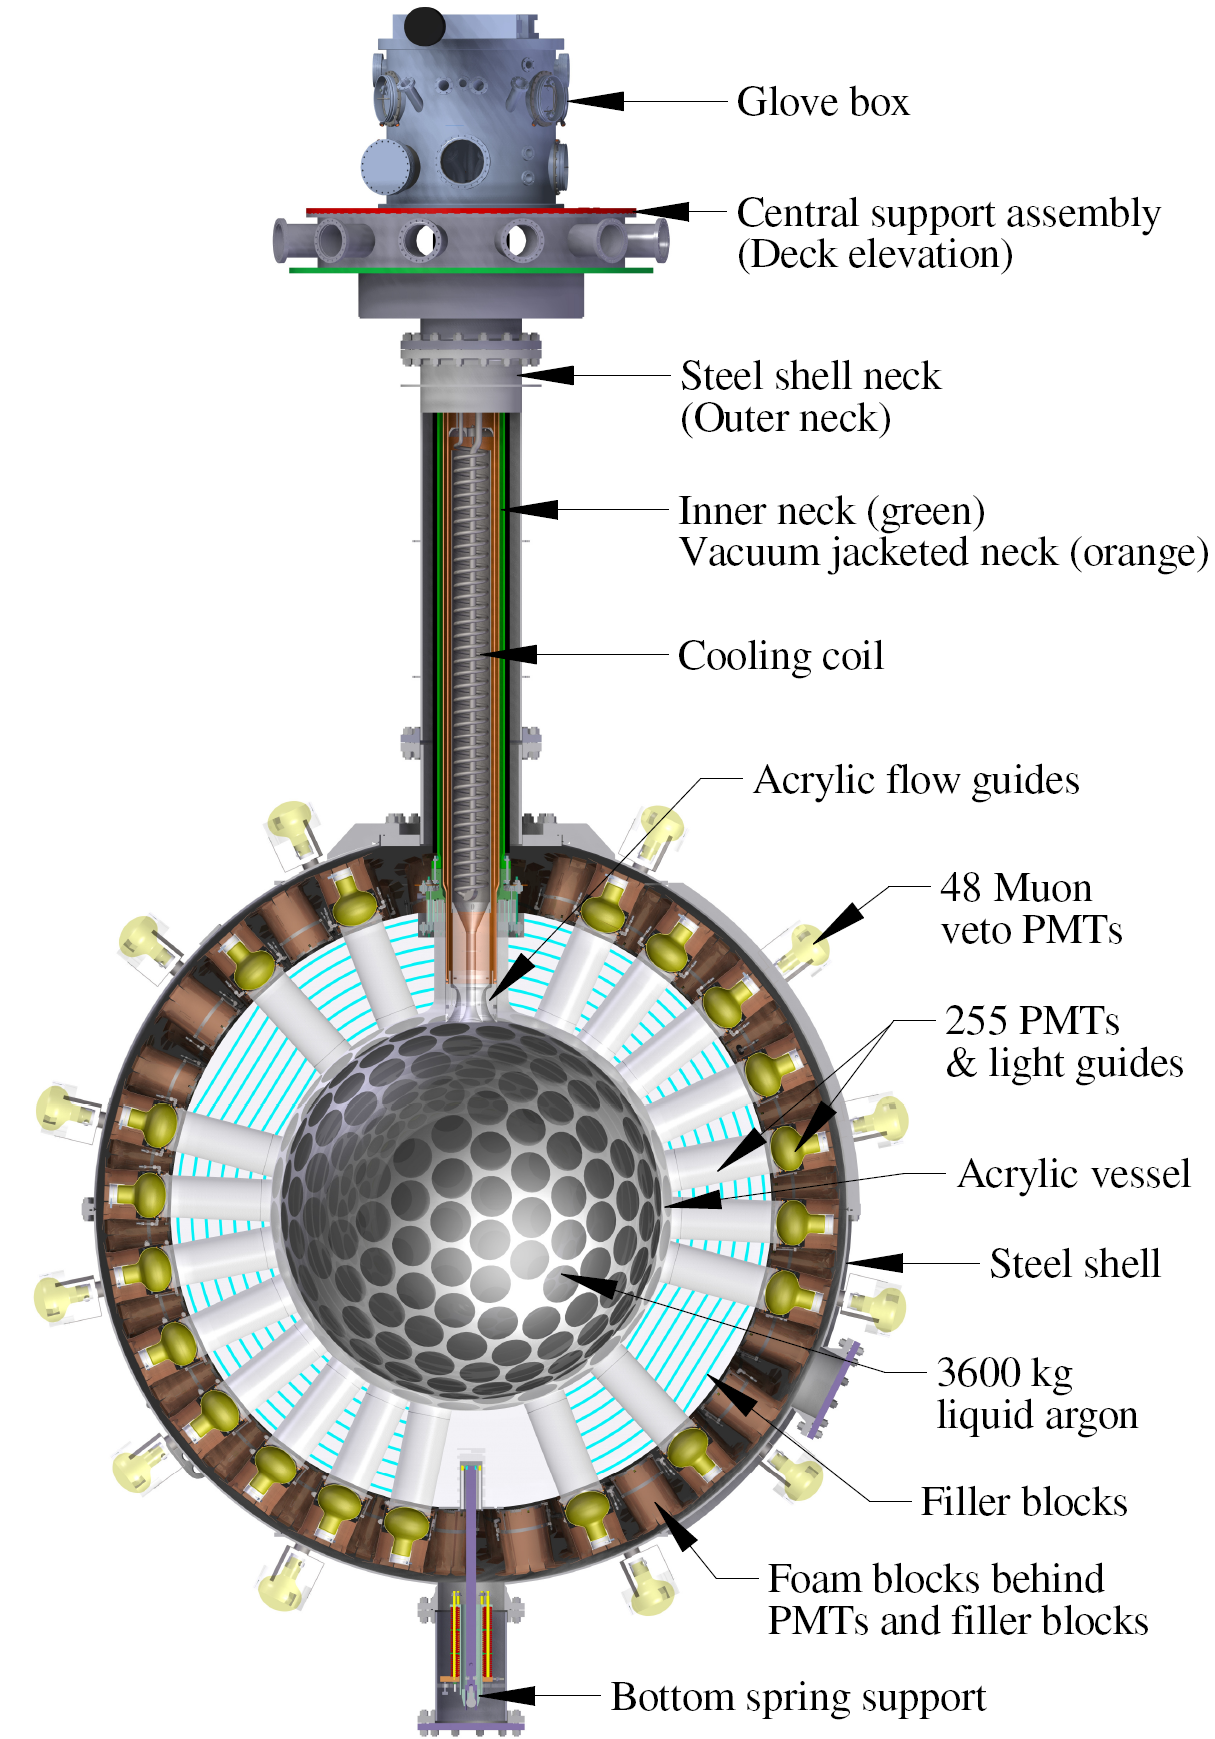 Glove box
Central support assembly
(Deck elevation)
Steel shell neck
(Outer neck)
Inner neck (green)
Vacuum jacketed neck (orange)
Cooling coil
Acrylic flow guides
48 Muon
veto PMTs
255 PMTs
& light guides
Acrylic vessel
Steel shell
3600 kg
liquid argon
Filler blocks
Foam blocks behind
PMTs and filler blocks
Bottom spring support